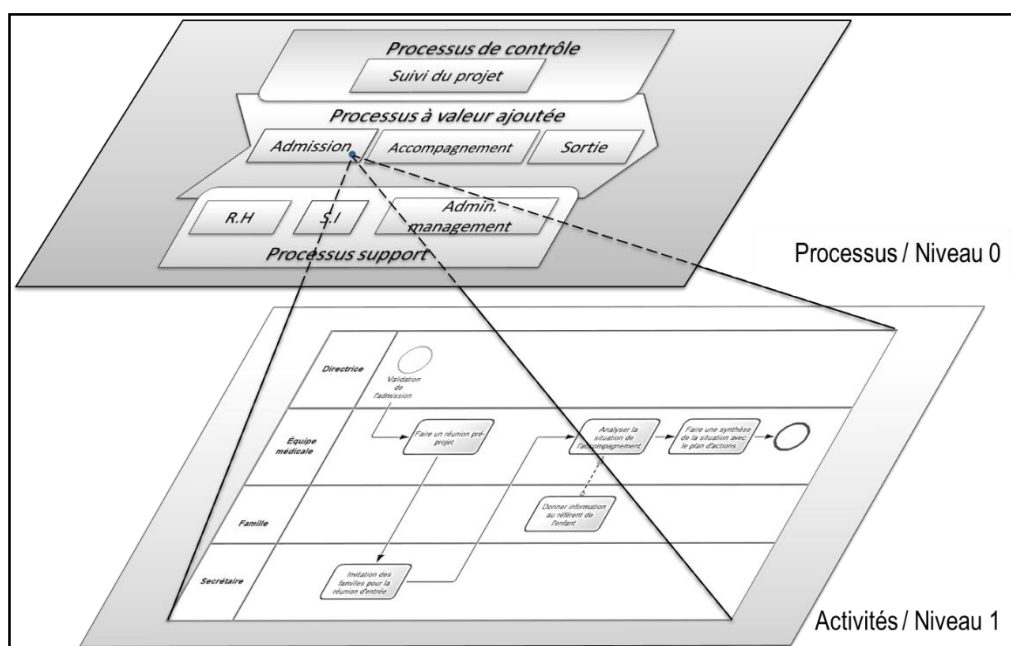 Processus de contrôle
Suivi du projet
Processus à valeur ajoutée
Admission
Accompagnement
Sortie
R.H
S.I
Admin.
management
Processus support
Processus / Niveau 0
Directrice
Validation
de
l'admission
Équipe
médicale
Faire un réunion pré-
projet
Analyser la
situation de
l'accompagnement
Faire une synthèse
de la situation avec
le plan d'actions
Famille
Donner information
au référent de
l'enfant
Secrétaire
Invitation des
familles pour la
réunion d'entrée
Activités / Niveau 1